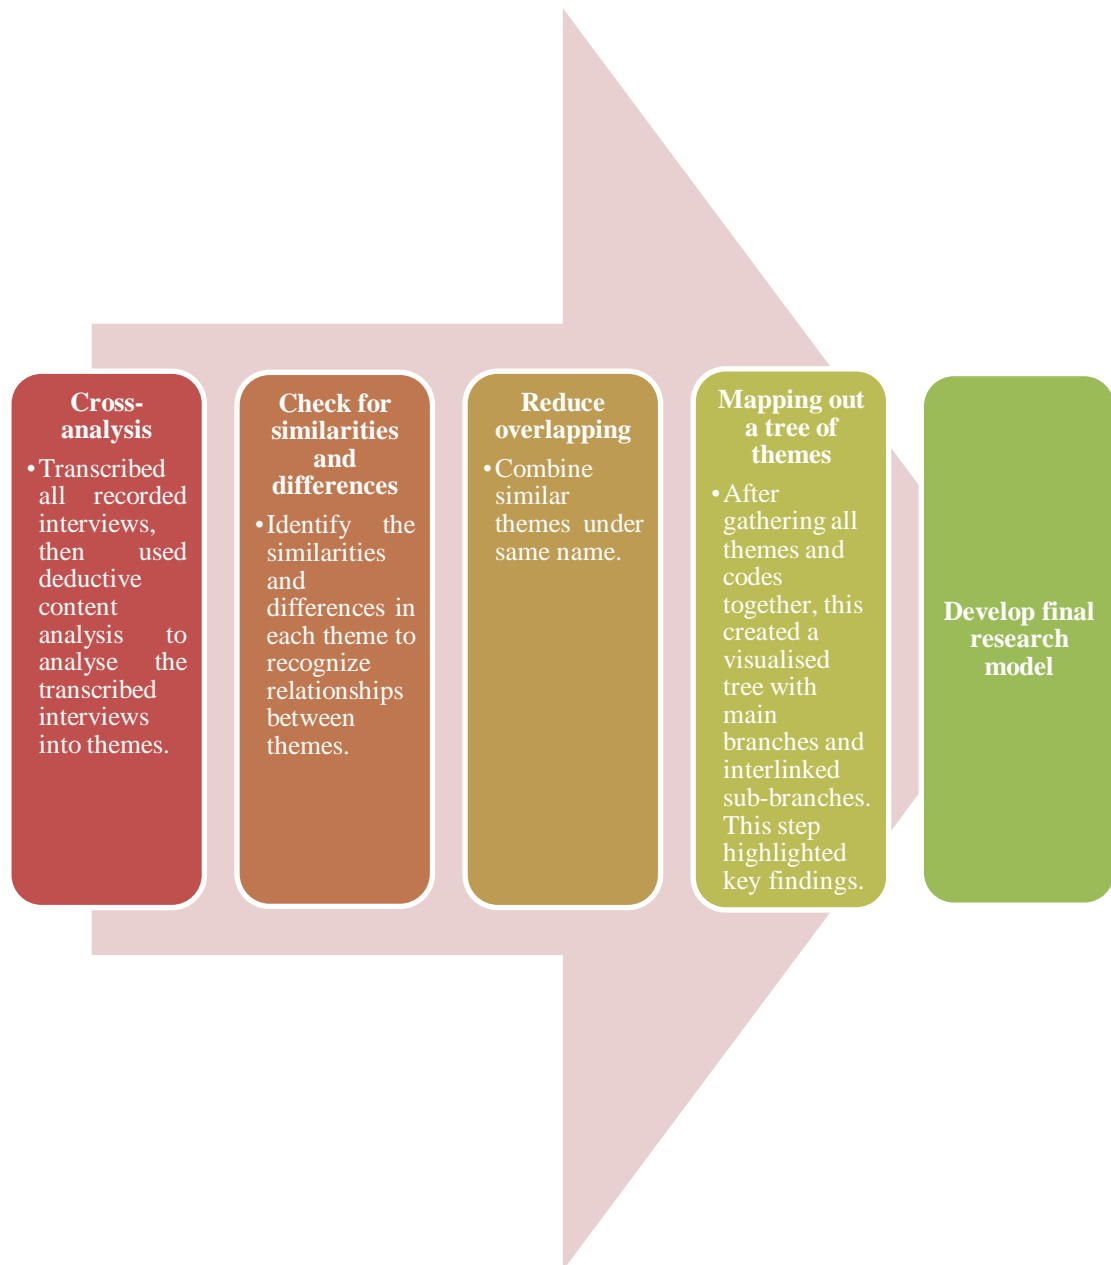 Cross-
analysis
• Transcribed
all recorded
interviews,
then used
deductive
content
analysis to
analyse the
transcribed
interviews
into themes.
Check for
similarities
and
differences
• Identify the
similarities
and
differences in
each theme to
recognize
relationships
between
themes.
Reduce
overlapping
• Combine
similar
themes under
same name.
Mapping out
a tree of
themes
• After
gathering all
themes and
codes
together, this
created a
visualised
tree with
main
branches and
interlinked
sub-branches.
This step
highlighted
key findings.
Develop final
research
model